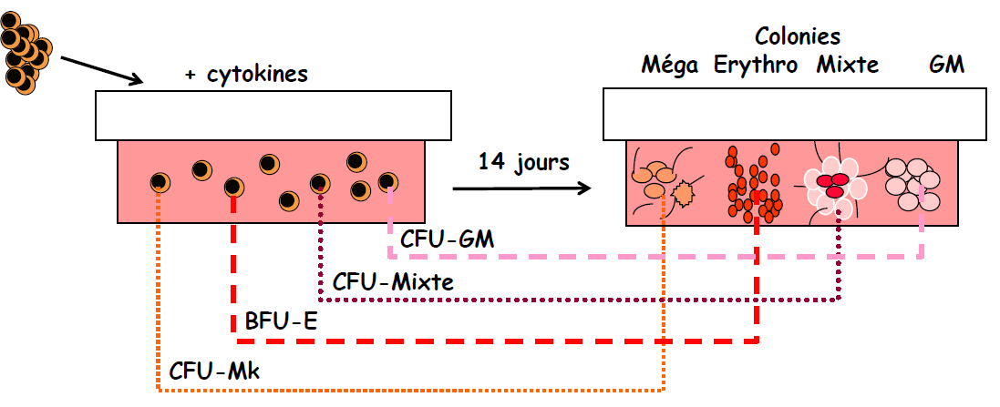 Colonies
+ cytokines
Méga Erythro Mixte GM
14 jours
CFU-GM
CFU-Mixte
BFU-E
CFU-Mk